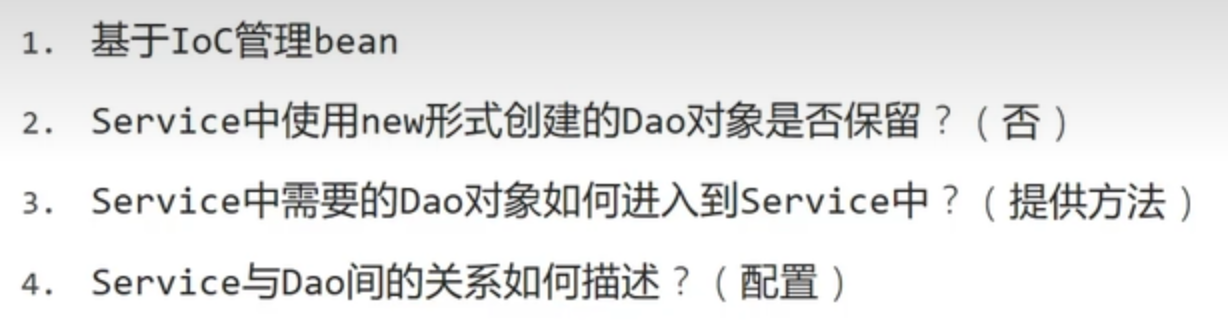 1. 基于IoC管理bean
2. Service中使用new形式创建的Dao对象是否保留？（否）
3. Service中需要的Dao对象如何进入到Service中？（提供方法）
4. Service与Dao间的关系如何描述？（配置）